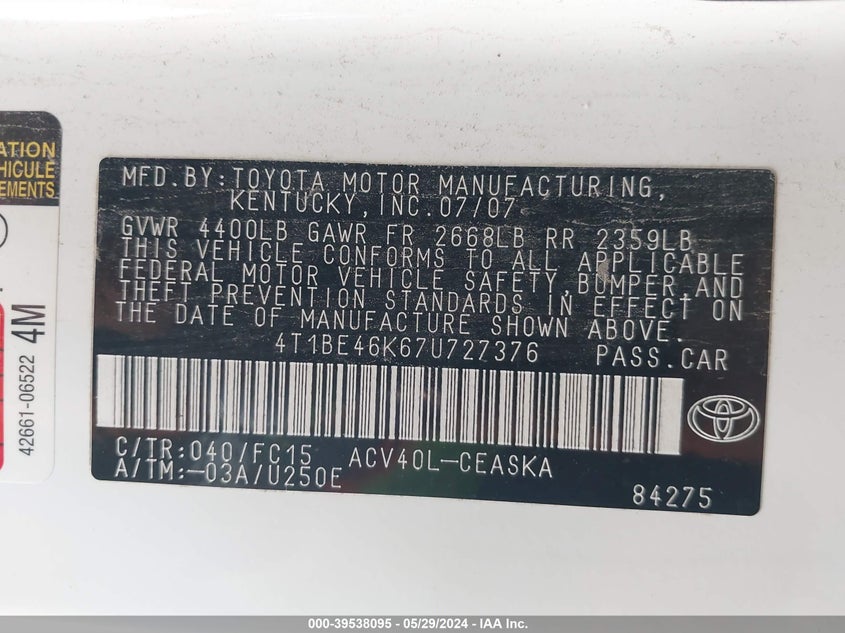 ATION
EHICULE
EMENTS
42661-06522 4M
MFD.BY:TOYOTA MOTOR MANUFACTURING,
KENTUCKY,INC.07/07
GVWR 4400LB GAWR FR 2668LB RR 2359LB
THIS VEHICLE CONFORMS TO ALL APPLICABLE
FEDERAL MOTOR VEHICLE SAFETY,BUMPER,AND
THEFT PREVENTION STANDARDS IN EFFECT ON
THE DATE OF MANUFACTURE SHOWN ABOVE.
4T1BE46K67U727376 PASS.CAR
C/TR:040/FC15 ACV40L-CEASKA
A/TM:-03A/U250E
84275
000-39538095 - 05/29/2024 - IAA Inc.